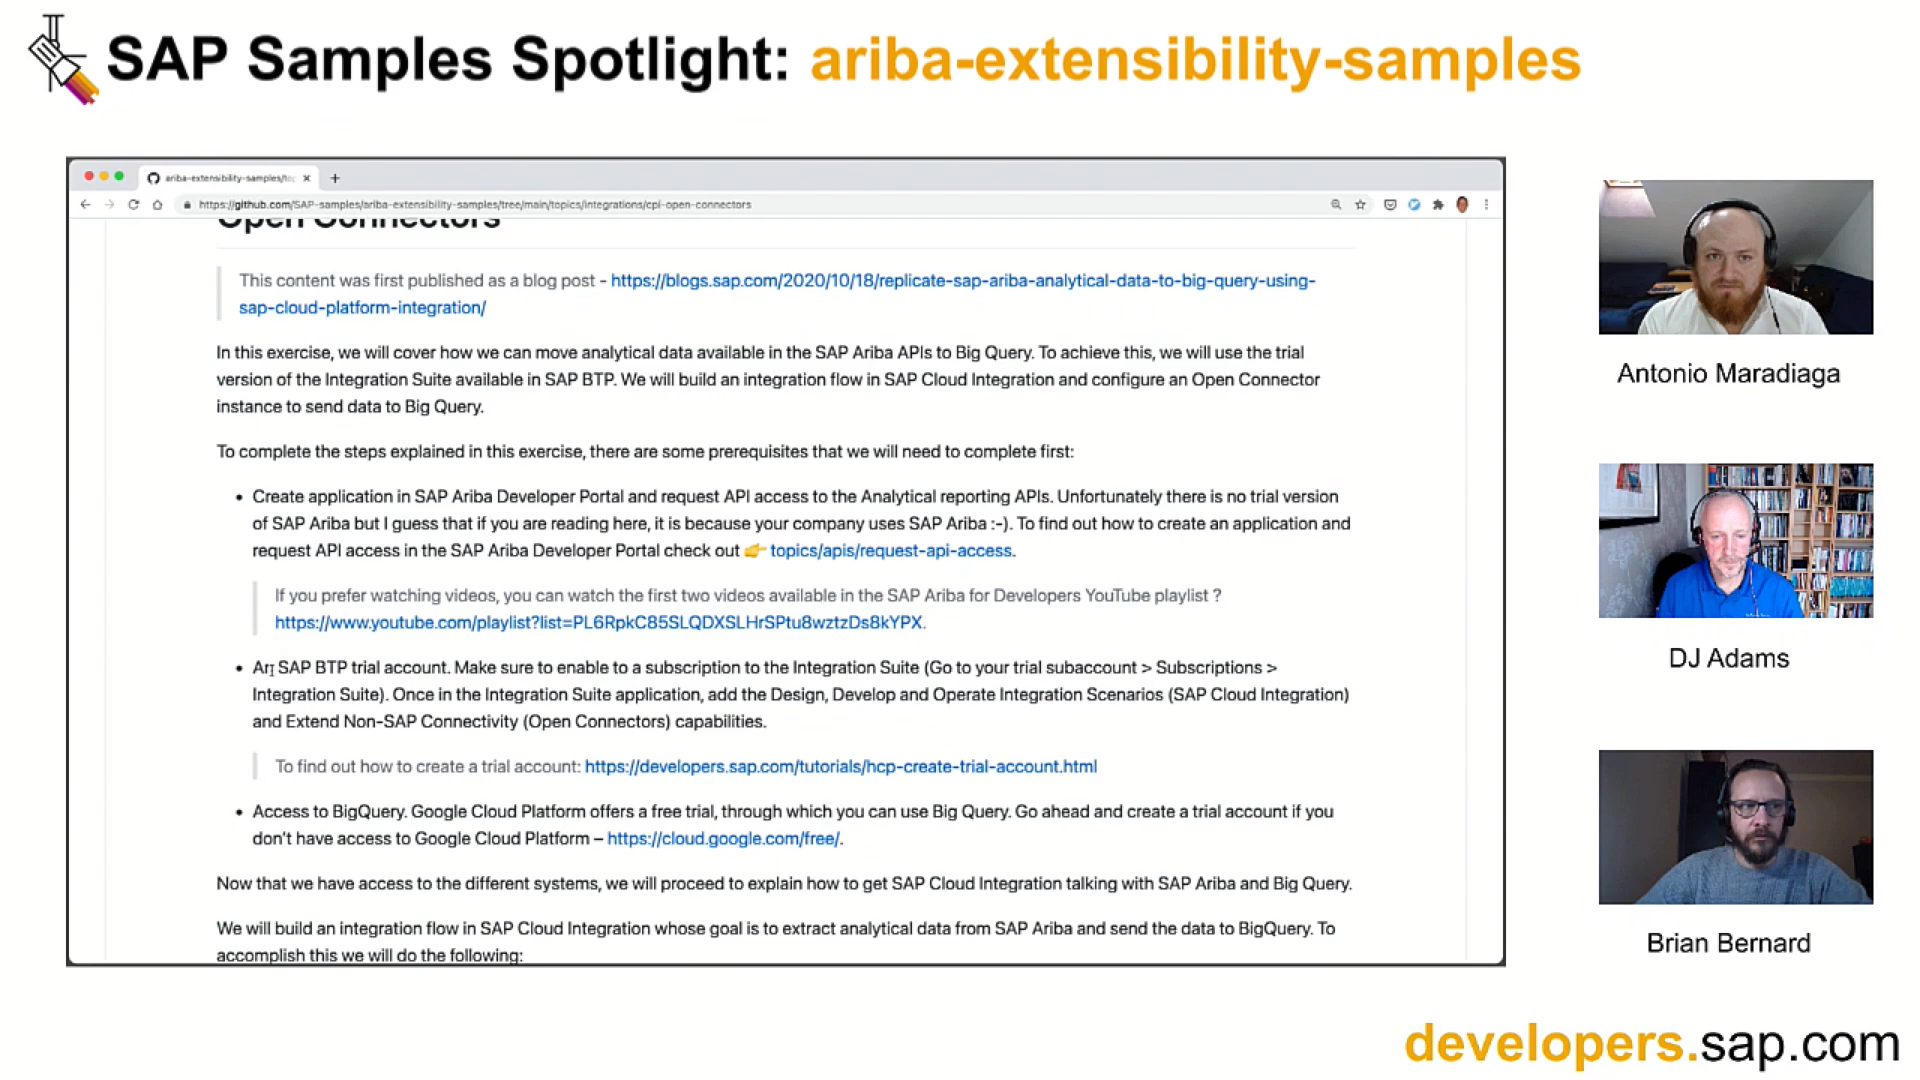 SAP Samples Spotlight: ariba-extensibility-samples
ariba-extensibility-samples/to
https://github.com/SAP-samples/ariba-extensibility-samples/tree/main/topics/integrations/cpi-open-connectors
Open Connectors
This content was first published as a blog post - https://blogs.sap.com/2020/10/18/replicate-sap-ariba-analytical-data-to-big-query-using-
sap-cloud-platform-integration/
In this exercise, we will cover how we can move analytical data available in the SAP Ariba APIs to Big Query. To achieve this, we will use the trial
version of the Integration Suite available in SAP BTP. We will build an integration flow in SAP Cloud Integration and configure an Open Connector
instance to send data to Big Query.
To complete the steps explained in this exercise, there are some prerequisites that we will need to complete first:
• Create application in SAP Ariba Developer Portal and request API access to the Analytical reporting APIs. Unfortunately there is no trial version
of SAP Ariba but I guess that if you are reading here, it is because your company uses SAP Ariba :-). To find out how to create an application and
request API access in the SAP Ariba Developer Portal check out 👉 topics/apis/request-api-access.
If you prefer watching videos, you can watch the first two videos available in the SAP Ariba for Developers YouTube playlist ?
https://www.youtube.com/playlist?list=PL6RpkC85SLQDXSLHrSPtu8wztzDs8kYPX.
• An SAP BTP trial account. Make sure to enable to a subscription to the Integration Suite (Go to your trial subaccount > Subscriptions >
Integration Suite). Once in the Integration Suite application, add the Design, Develop and Operate Integration Scenarios (SAP Cloud Integration)
and Extend Non-SAP Connectivity (Open Connectors) capabilities.
To find out how to create a trial account: https://developers.sap.com/tutorials/hcp-create-trial-account.html
• Access to BigQuery. Google Cloud Platform offers a free trial, through which you can use Big Query. Go ahead and create a trial account if you
don't have access to Google Cloud Platform – https://cloud.google.com/free/.
Now that we have access to the different systems, we will proceed to explain how to get SAP Cloud Integration talking with SAP Ariba and Big Query.
We will build an integration flow in SAP Cloud Integration whose goal is to extract analytical data from SAP Ariba and send the data to BigQuery. To
accomplish this we will do the following:
Antonio Maradiaga
DJ Adams
Brian Bernard
developers.sap.com